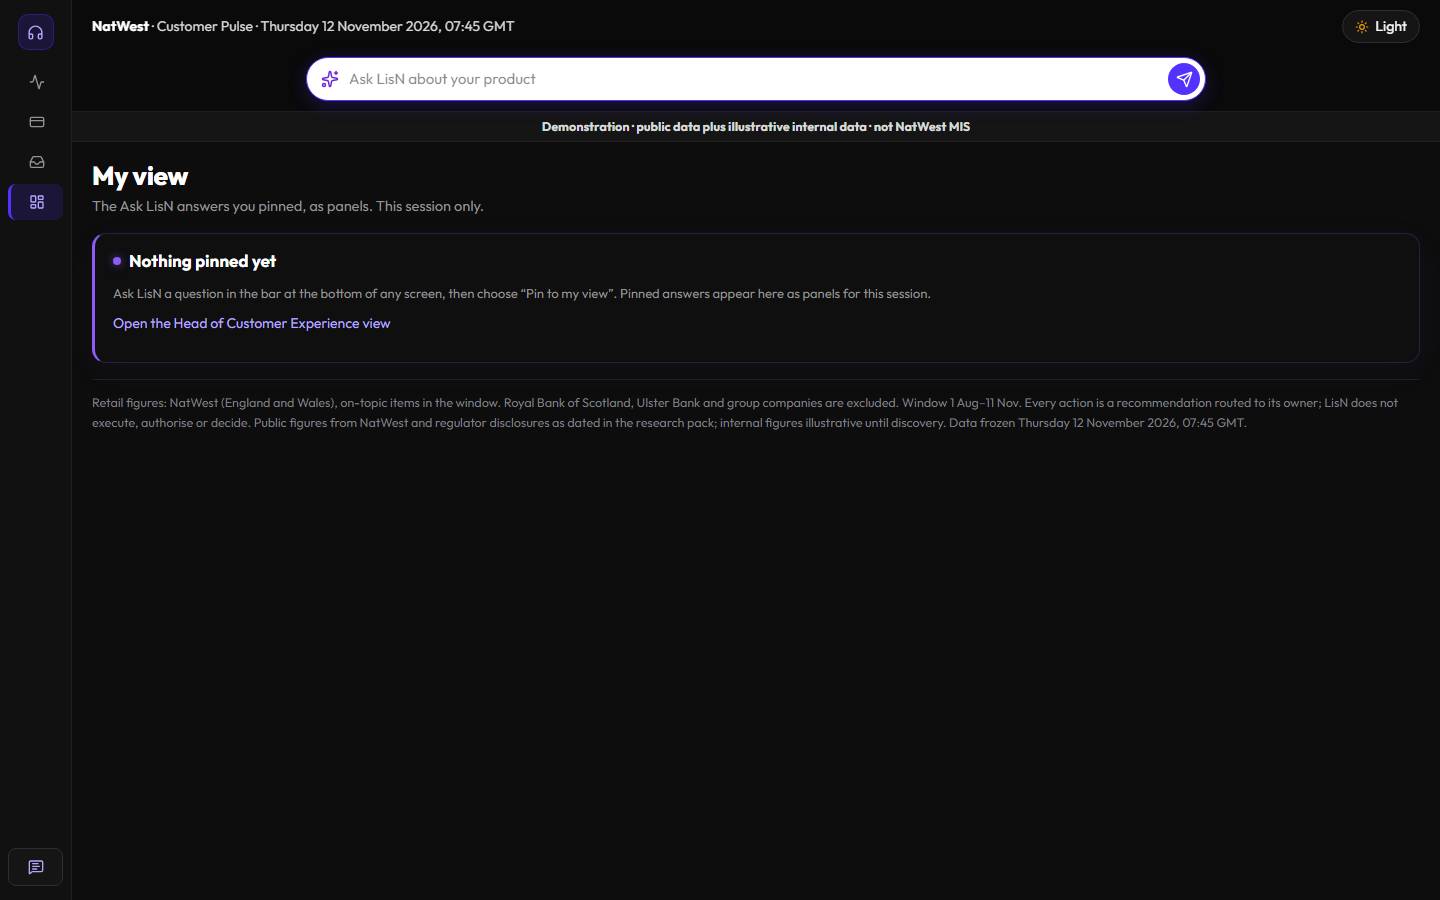 NatWest · Customer Pulse · Thursday 12 November 2026, 07:45 GMT
Light
Ask LisN about your product
Demonstration · public data plus illustrative internal data · not NatWest MIS
My view
The Ask LisN answers you pinned, as panels. This session only.
Nothing pinned yet
Ask LisN a question in the bar at the bottom of any screen, then choose “Pin to my view”. Pinned answers appear here as panels for this session.
Open the Head of Customer Experience view
Retail figures: NatWest (England and Wales), on-topic items in the window. Royal Bank of Scotland, Ulster Bank and group companies are excluded. Window 1 Aug–11 Nov. Every action is a recommendation routed to its owner; LisN does not
execute, authorise or decide. Public figures from NatWest and regulator disclosures as dated in the research pack; internal figures illustrative until discovery. Data frozen Thursday 12 November 2026, 07:45 GMT.